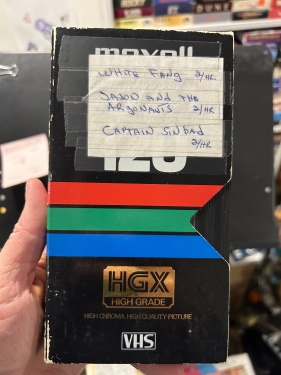 DUNE
maxell
WHITE FANG 2/HR.
JASON AND THE
ARGONAUTS 2/HR
CAPTAIN SINBAD
2/HR
120
HGX
HIGH GRADE
HIGH CHROMA, HIGH QUALITY PICTURE
VHS